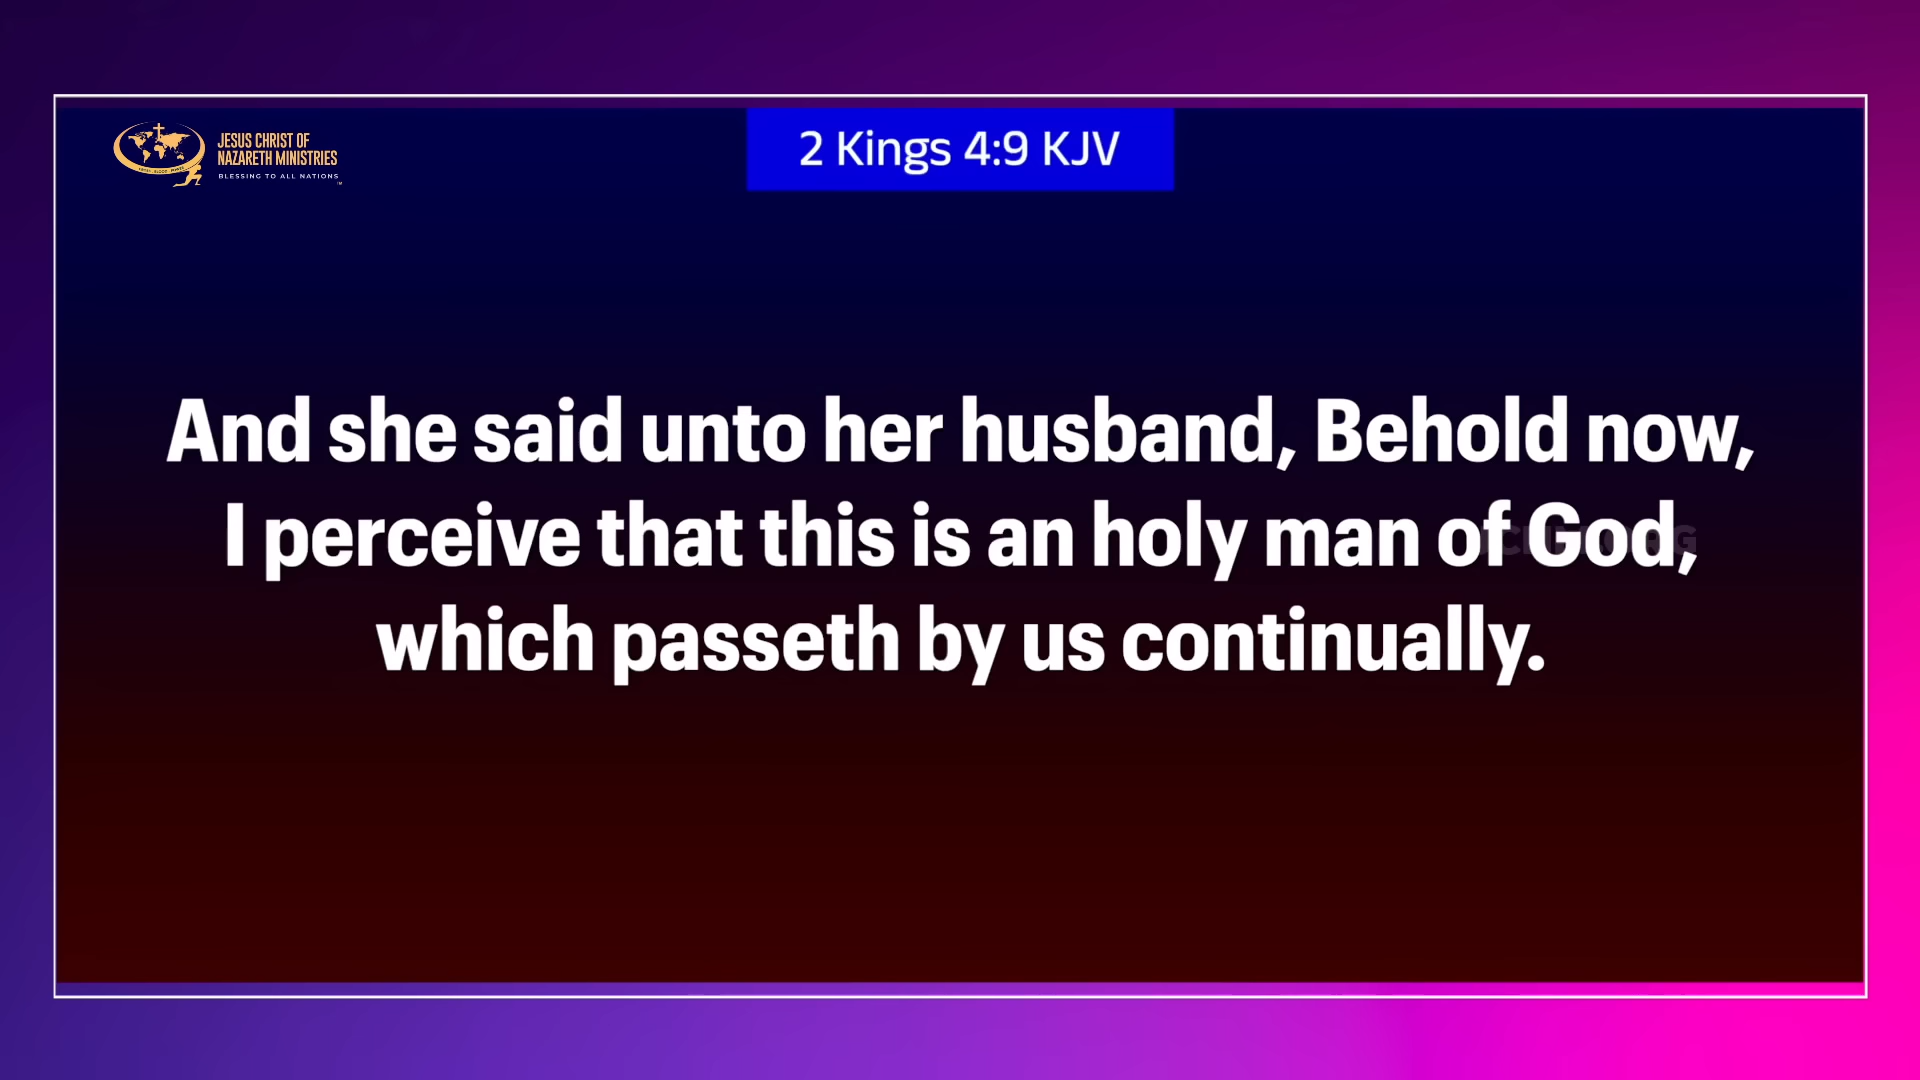 JESUS CHRIST OF
NAZARETH MINISTRIES
BLESSING TO ALL NATIONS
2 Kings 4:9 KJV
And she said unto her husband, Behold now,
I perceive that this is an holy man of God,
which passeth by us continually.